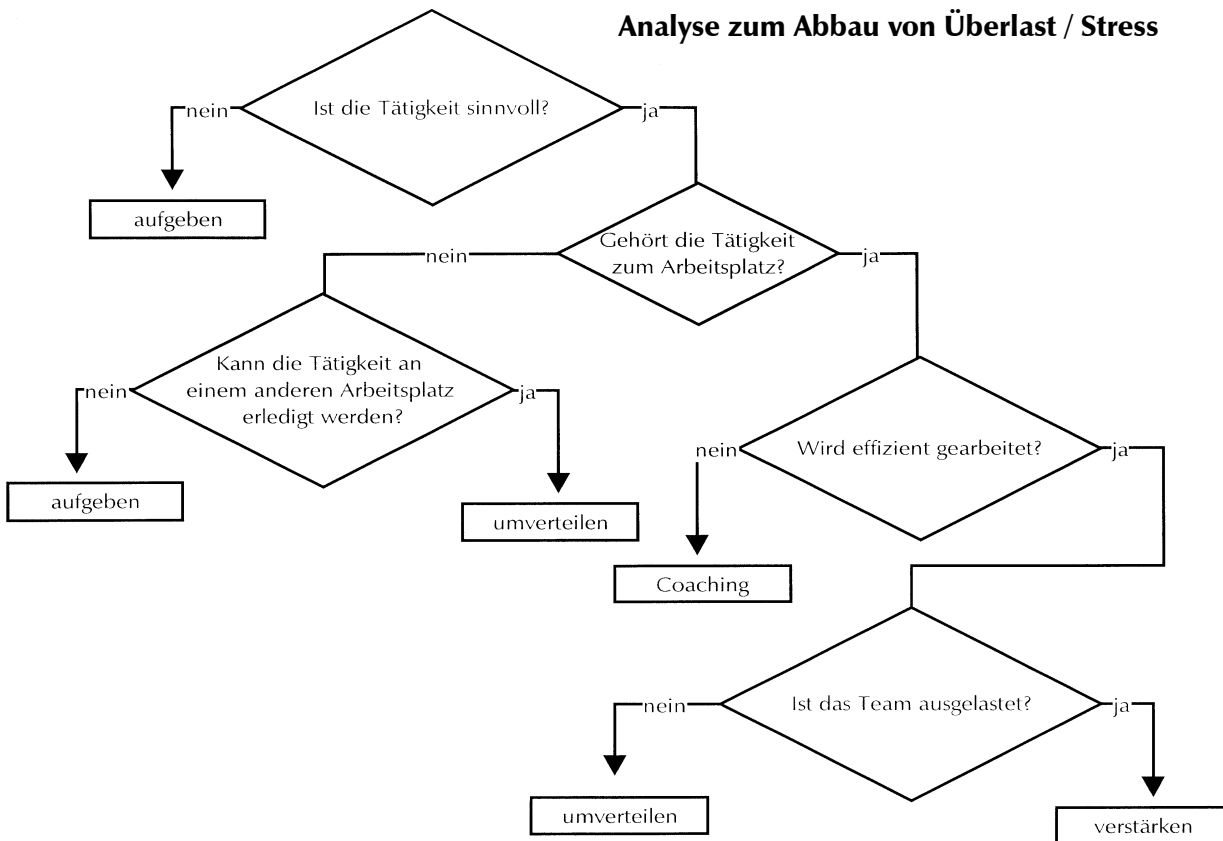 Analyse zum Abbau von Überlast / Stress
Ist die Tätigkeit sinnvoll?
nein
ja
aufgeben
Gehört die Tätigkeit
zum Arbeitsplatz?
nein
ja
Kann die Tätigkeit an
einem anderen Arbeitsplatz
erledigt werden?
nein
ja
aufgeben
umverteilen
Wird effizient gearbeitet?
nein
ja
Coaching
Ist das Team ausgelastet?
nein
ja
umverteilen
verstärken